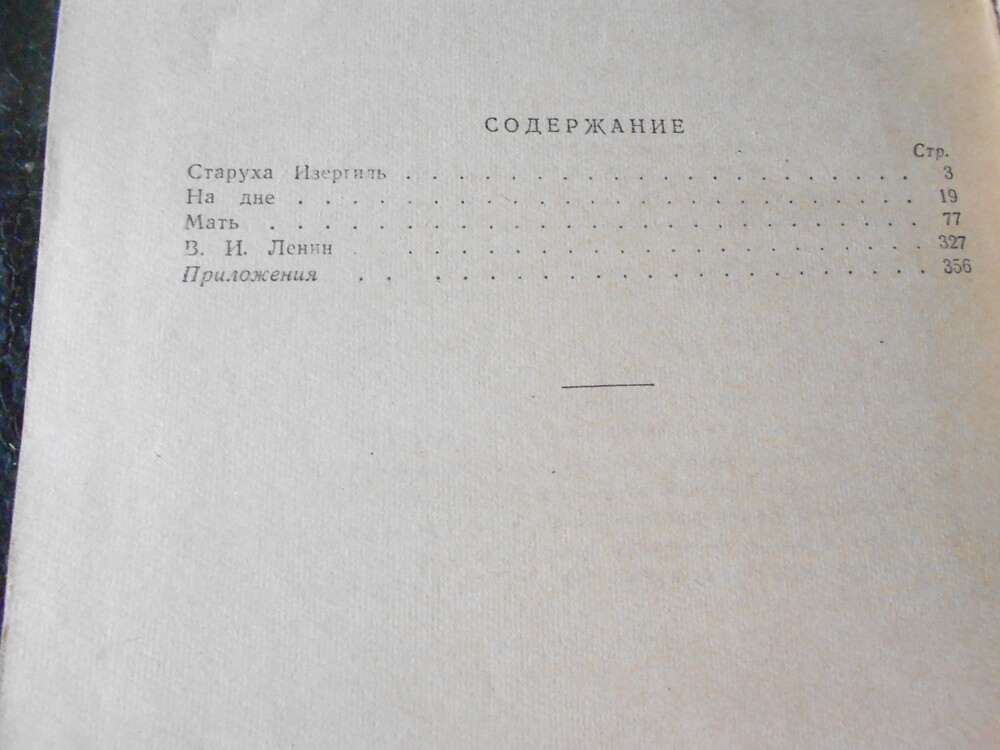 СОДЕРЖАНИЕ
Стр.
Старуха Изергиль . . . . . . . . . . . . . . . . . . . 3
На дне . . . . . . . . . . . . . . . . . . . . . . . 19
Мать . . . . . . . . . . . . . . . . . . . . . . . . 77
В. И. Ленин . . . . . . . . . . . . . . . . . . . . 327
Приложения . . . . . . . . . . . . . . . . . . . . 356